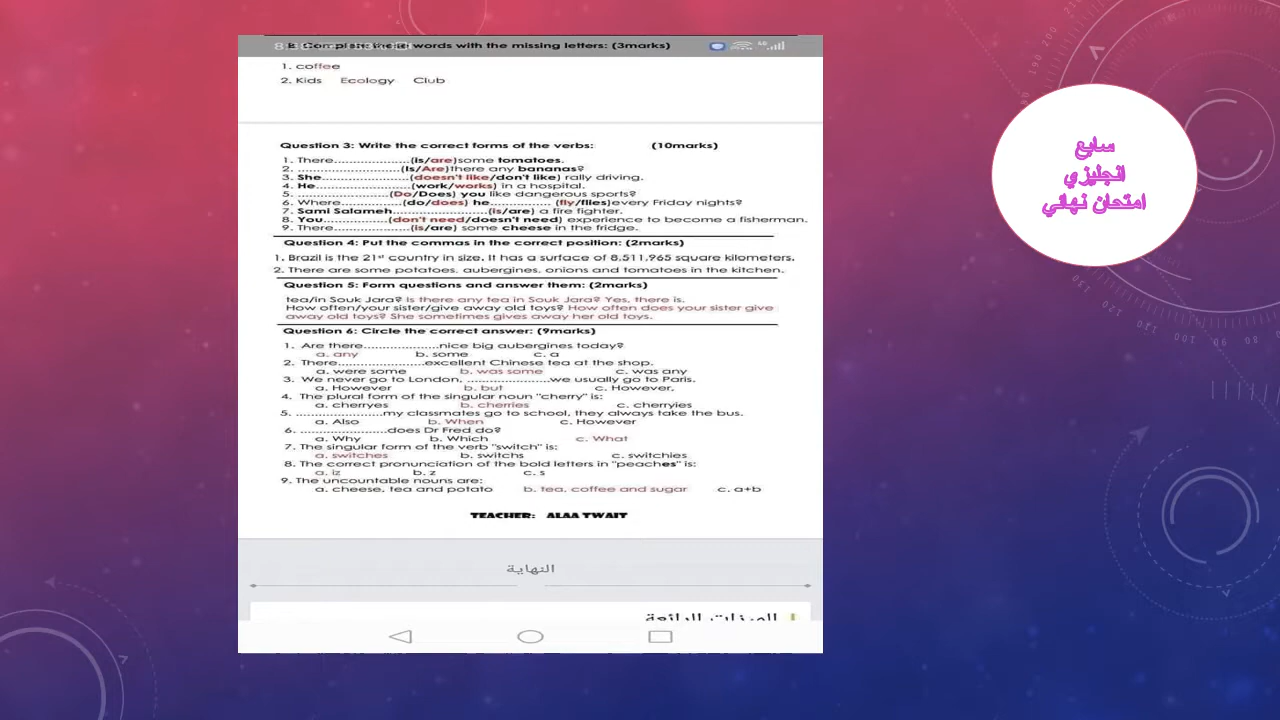 B. Complete these words with the missing letters: (3marks)
1. coffee
2. Kids Ecology Club
Question 3: Write the correct forms of the verbs: (10marks)
1. There...................(is/are)some tomatoes.
2. .............................(Is/Are)there any bananas?
3. She......................(doesn't like/don't like) rally driving.
4. He.......................(work/works) in a hospital.
5. ..........................(Do/Does) you like dangerous sports?
6. Where................(do/does) he.............. (fly/flies)every Friday nights?
7. Sami Salameh.......................(is/are) a fire fighter.
8. You..................(don't need/doesn't need) experience to become a fisherman.
9. There...................(is/are) some cheese in the fridge.
Question 4: Put the commas in the correct position: (2marks)
1. Brazil is the 21st country in size. It has a surface of 8,511,965 square kilometers.
2. There are some potatoes, aubergines, onions and tomatoes in the kitchen.
Question 5: Form questions and answer them: (2marks)
tea/in Souk Jara? Is there any tea in Souk Jara? Yes, there is.
How often/your sister/give away old toys? How often does your sister give
away old toys? She sometimes gives away her old toys.
Question 6: Circle the correct answer: (9marks)
1. Are there...................nice big aubergines today?
a. any b. some c. a
2. There......................excellent Chinese tea at the shop.
a. were some b. was some c. was any
3. We never go to London, .....................we usually go to Paris.
a. However b. but c. However,
4. The plural form of the singular noun "cherry" is:
a. cherryes b. cherries c. cherryies
5. ......................my classmates go to school, they always take the bus.
a. Also b. When c. However
6. ......................does Dr Fred do?
a. Why b. Which c. What
7. The singular form of the verb "switch" is:
a. switches b. switchs c. switchies
8. The correct pronunciation of the bold letters in "peaches" is:
a. iz b. z c. s
9. The uncountable nouns are:
a. cheese, tea and potato b. tea, coffee and sugar c. a+b
TEACHER: ALAA TWAIT
النهاية
سابع
انجليزي
امتحان نهائي